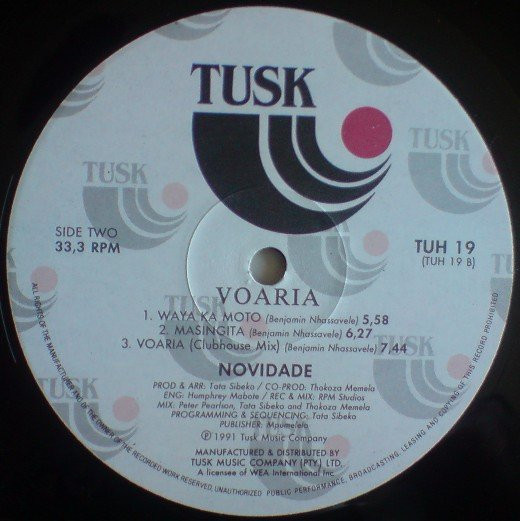 TUSK
TUSK
TUSK
TUSK
SIDE TWO
33,3 RPM
TUH 19
(TUH 19 B)
VOARIA
1. WAYA KA MOTO (Benjamin Nhassavele) 5,58
2. MASINGITA (Benjamin Nhassavele) 6,27
3. VOARIA (Clubhouse Mix) (Benjamin Nhassavele) 7,44
NOVIDADE
PROD & ARR: Tata Sibeko / CO-PROD: Thokoza Memela
ENG: Humphrey Mabote / REC & MIX: RPM Studios
MIX: Peter Pearlson, Tata Sibeko and Thokoza Memela
PROGRAMMING & SEQUENCING: Tata Sibeko
PUBLISHER: Mpumelelo
Ⓟ © 1991 Tusk Music Company
MANUFACTURED & DISTRIBUTED BY
TUSK MUSIC COMPANY (PTY) LTD.
A licensee of WEA International Inc.
ALL RIGHTS OF THE MANUFACTURER AND OF THE OWNER OF THE RECORDED WORK RESERVED, UNAUTHORIZED PUBLIC PERFORMANCE, BROADCASTING, LEASING AND COPYING OF THIS RECORD PROHIBITED